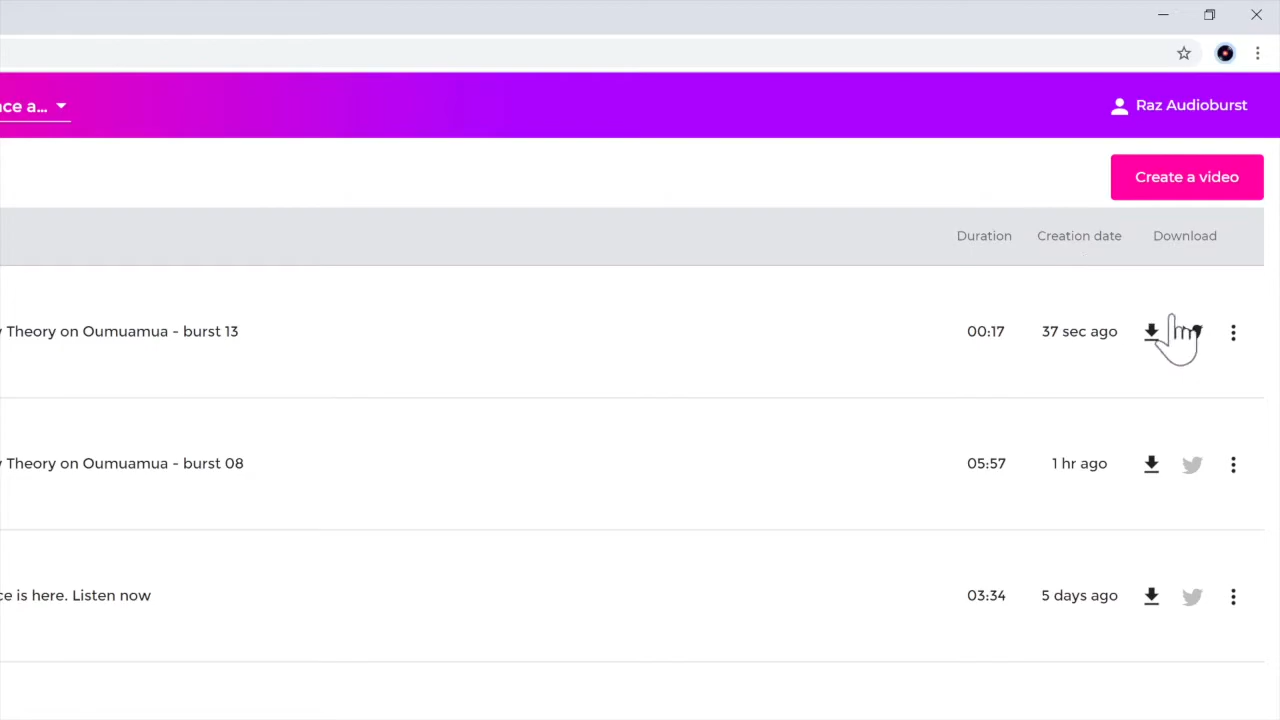 ce a...
Raz Audioburst
Create a video
Duration Creation date Download
Theory on Oumuamua - burst 13 00:17 37 sec ago
Theory on Oumuamua - burst 08 05:57 1 hr ago
ce is here. Listen now 03:34 5 days ago